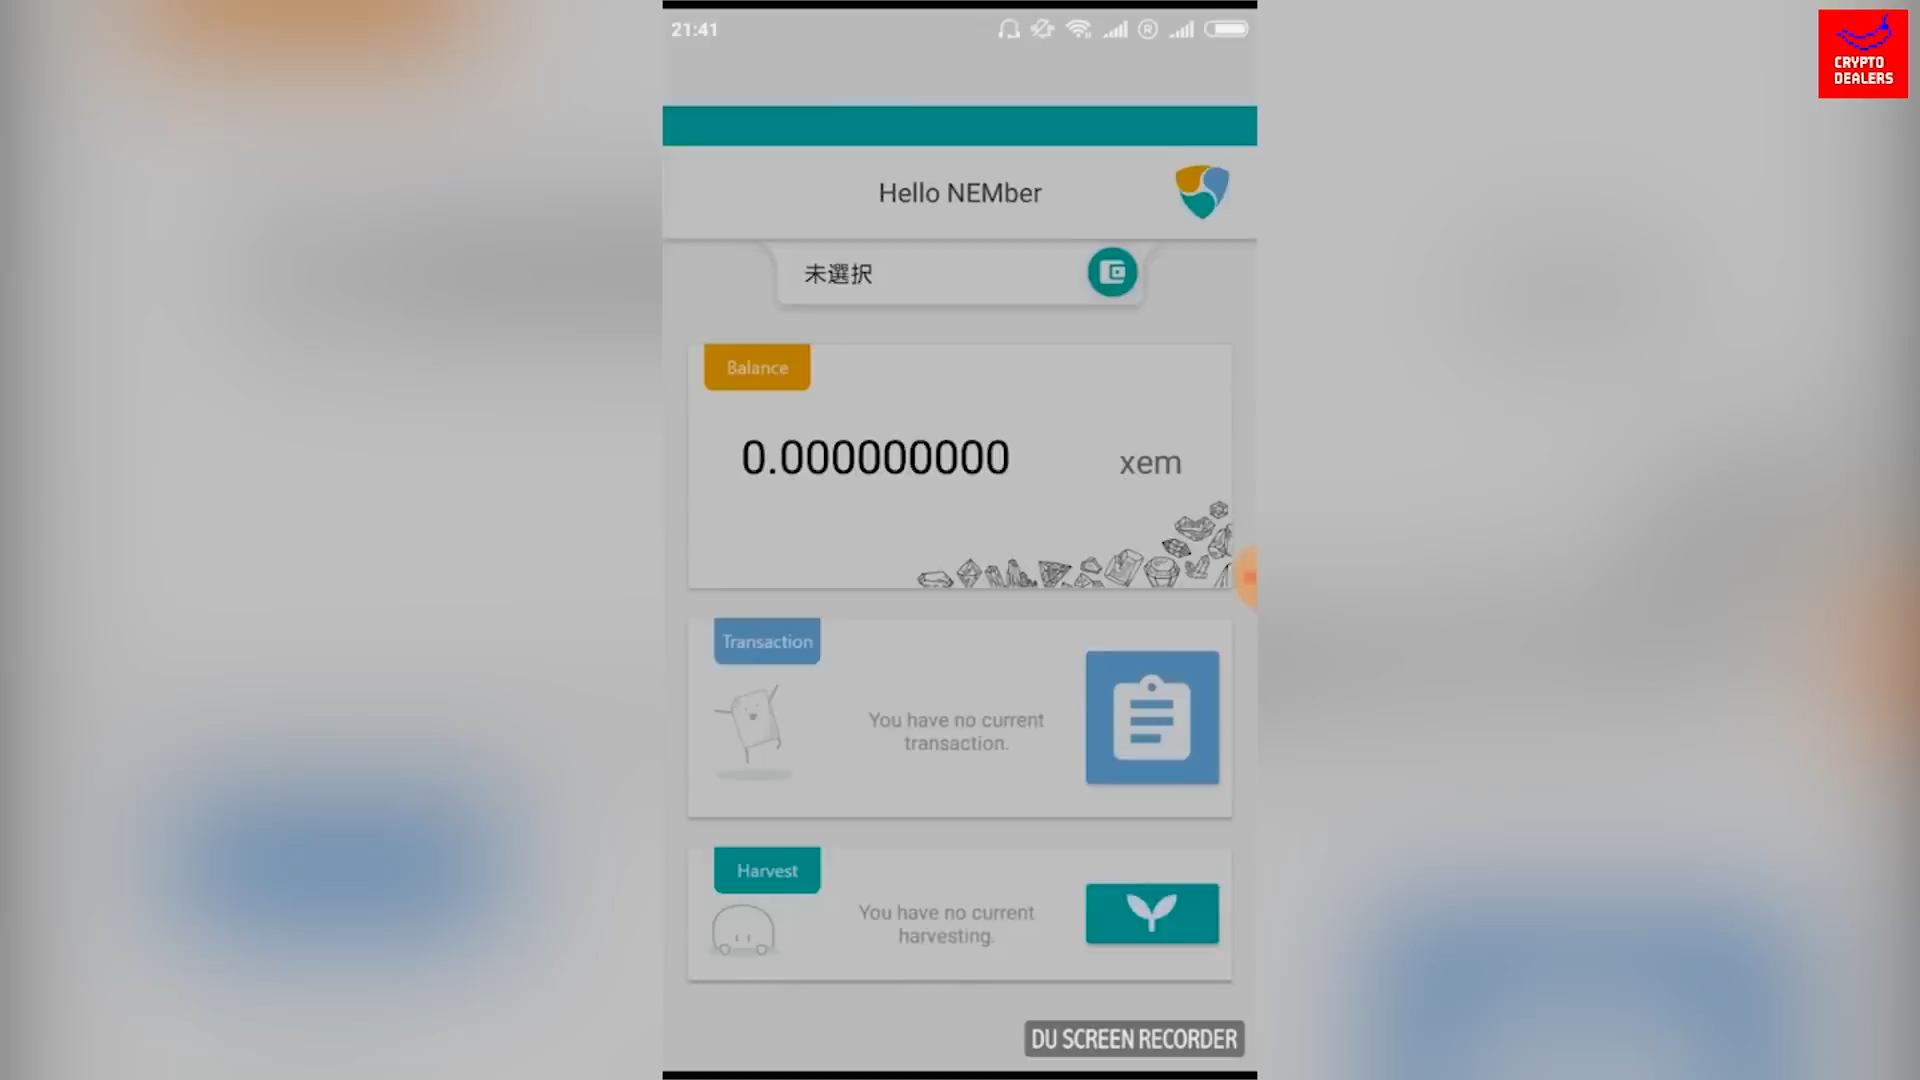 21:41
CRYPTO
DEALERS
Hello NEMber
未選択
Balance
0.000000000 xem
Transaction
You have no current
transaction.
Harvest
You have no current
harvesting.
DU SCREEN RECORDER